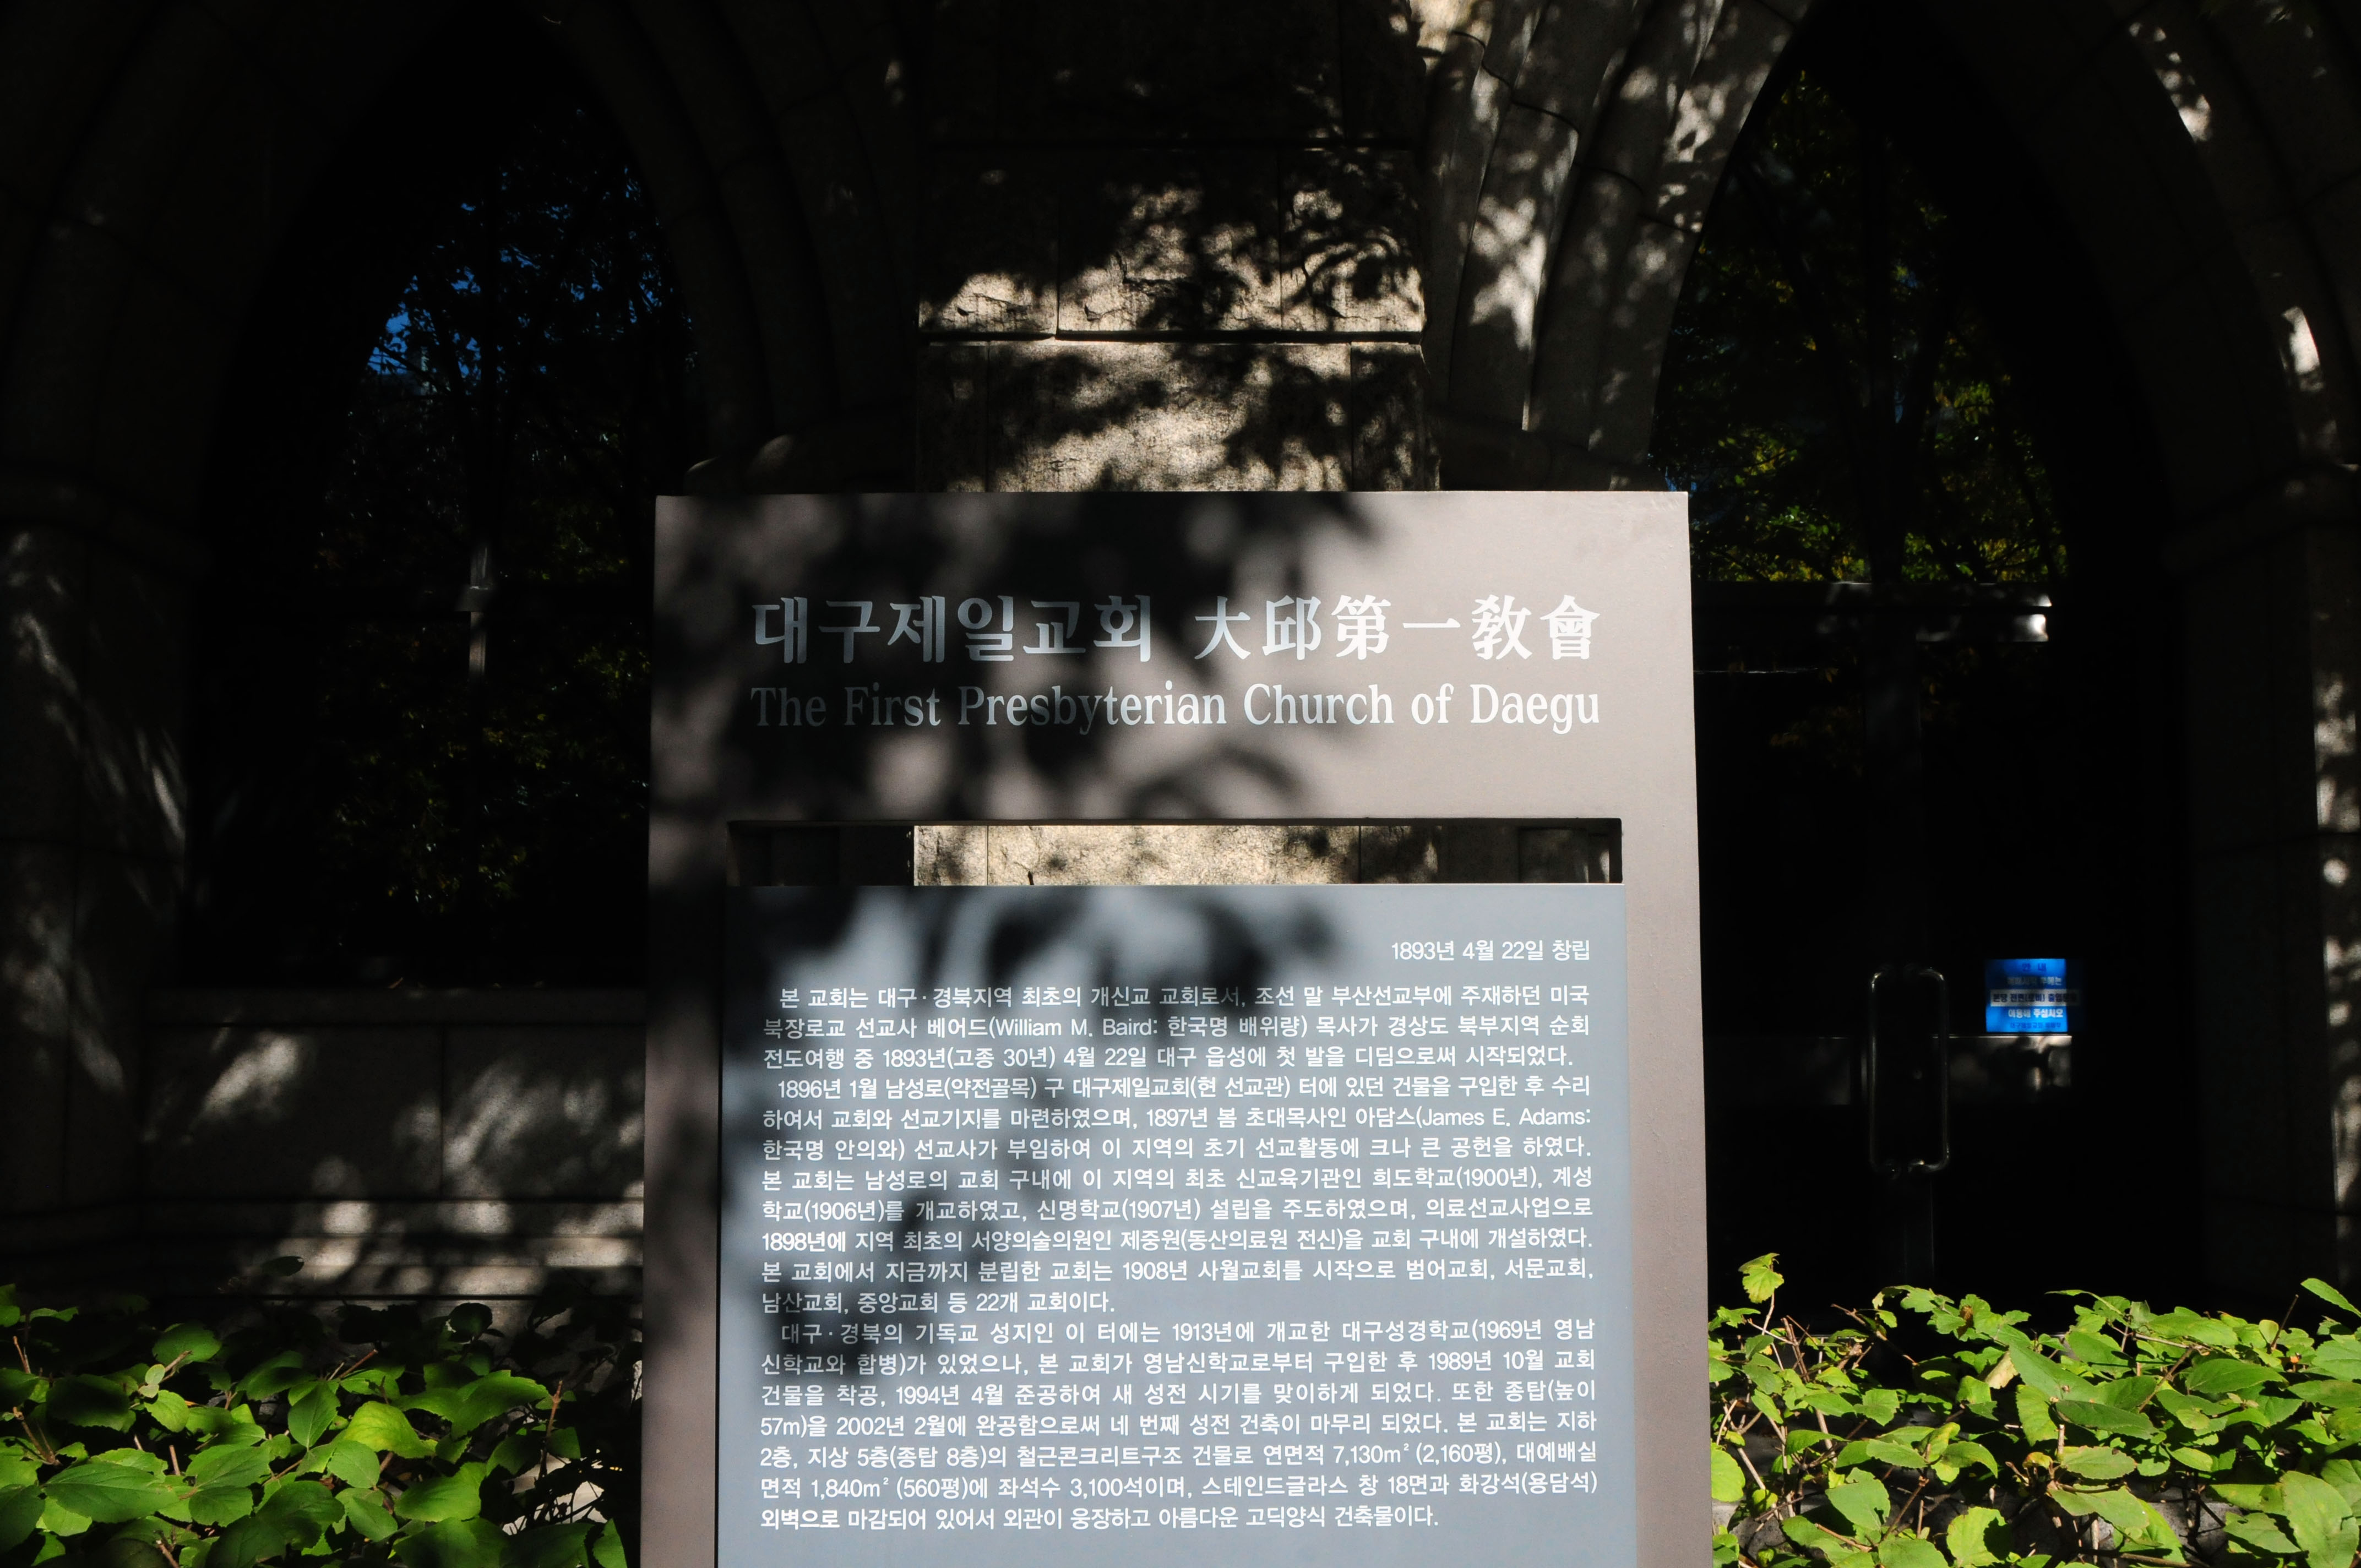 대구제일교회 大邱第一敎會
The First Presbyterian Church of Daegu
1893년 4월 22일 창립
본 교회는 대구·경북지역 최초의 개신교 교회로서, 조선 말 부산선교부에 주재하던 미국
북장로교 선교사 베어드(William M. Baird: 한국명 배위량) 목사가 경상도 북부지역 순회
전도여행 중 1893년(고종 30년) 4월 22일 대구 읍성에 첫 발을 디딤으로써 시작되었다.
1896년 1월 남성로(약전골목) 구 대구제일교회(현 선교관) 터에 있던 건물을 구입한 후 수리
하여서 교회와 선교기지를 마련하였으며, 1897년 봄 초대목사인 아담스(James E. Adams:
한국명 안의와) 선교사가 부임하여 이 지역의 초기 선교활동에 크나 큰 공헌을 하였다.
본 교회는 남성로의 교회 구내에 이 지역의 최초 신교육기관인 희도학교(1900년), 계성
학교(1906년)를 개교하였고, 신명학교(1907년) 설립을 주도하였으며, 의료선교사업으로
1898년에 지역 최초의 서양의술의원인 제중원(동산의료원 전신)을 교회 구내에 개설하였다.
본 교회에서 지금까지 분립한 교회는 1908년 사월교회를 시작으로 범어교회, 서문교회,
남산교회, 중앙교회 등 22개 교회이다.
대구·경북의 기독교 성지인 이 터에는 1913년에 개교한 대구성경학교(1969년 영남
신학교와 합병)가 있었으나, 본 교회가 영남신학교로부터 구입한 후 1989년 10월 교회
건물을 착공, 1994년 4월 준공하여 새 성전 시기를 맞이하게 되었다. 또한 종탑(높이
57m)을 2002년 2월에 완공함으로써 네 번째 성전 건축이 마무리 되었다. 본 교회는 지하
2층, 지상 5층(종탑 8층)의 철근콘크리트구조 건물로 연면적 7,130m² (2,160평), 대예배실
면적 1,840m² (560평)에 좌석수 3,100석이며, 스테인드글라스 창 18면과 화강석(용담석)
외벽으로 마감되어 있어서 외관이 웅장하고 아름다운 고딕양식 건축물이다.
안 내
이용해 주십시오